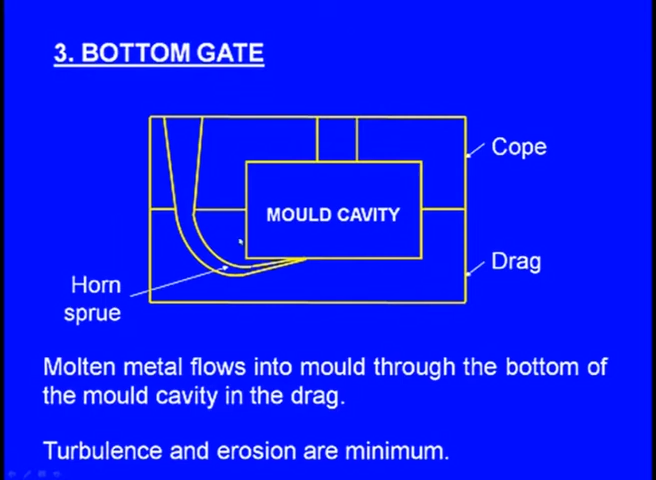 3. BOTTOM GATE
Cope
MOULD CAVITY
Drag
Horn
sprue
Molten metal flows into mould through the bottom of
the mould cavity in the drag.
Turbulence and erosion are minimum.